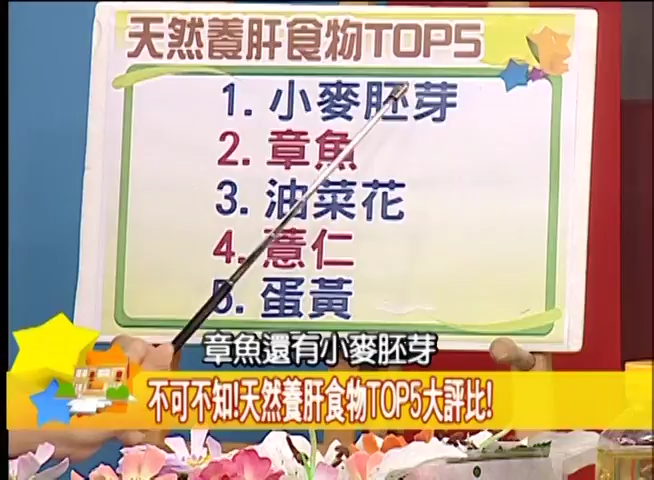 天然養肝食物TOP5
1. 小麥胚芽
2. 章魚
3. 油菜花
4. 薏仁
5. 蛋黃
章魚還有小麥胚芽
不可不知!天然養肝食物TOP5大評比!